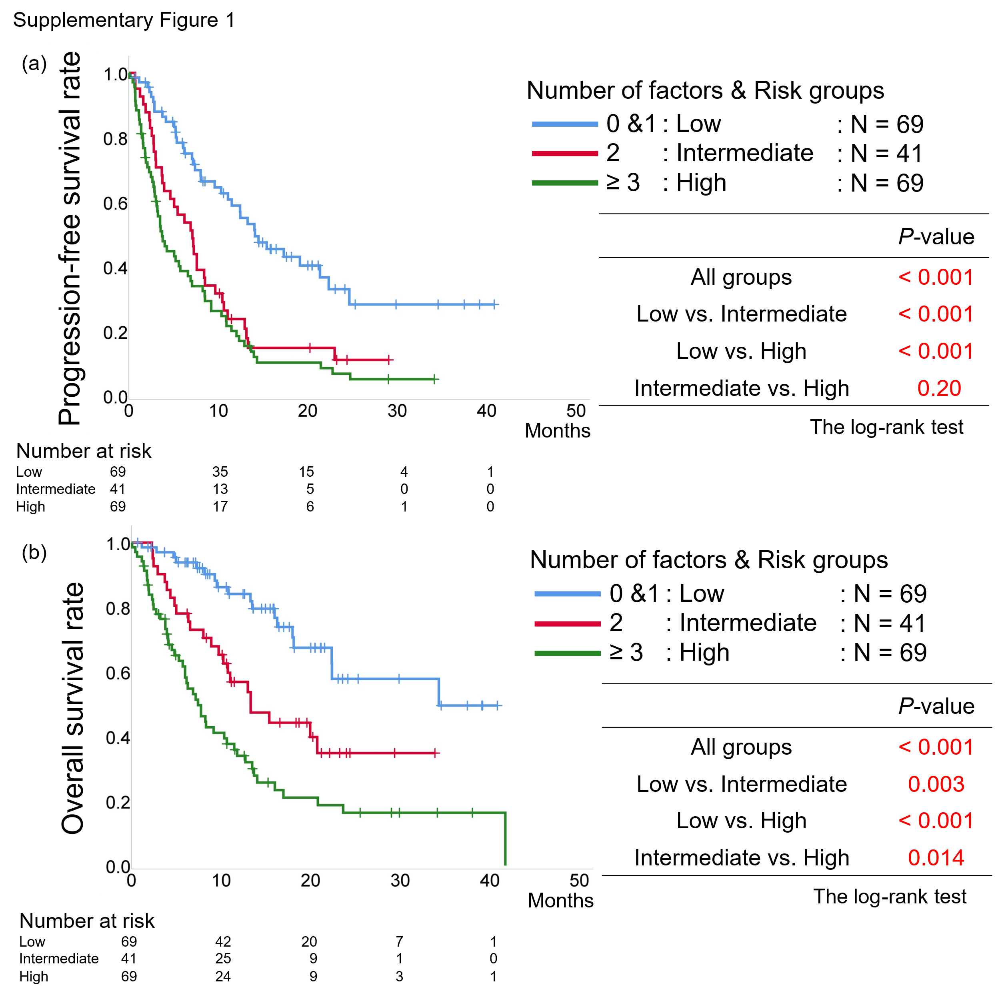 Supplementary Figure 1
(a)
Progression-free survival rate
1.0
0.8
0.6
0.4
0.2
0.0
0 10 20 30 40 50
Months
Number of factors & Risk groups
0 &1 : Low : N = 69
2 : Intermediate : N = 41
≥ 3 : High : N = 69
P-value
All groups < 0.001
Low vs. Intermediate < 0.001
Low vs. High < 0.001
Intermediate vs. High 0.20
The log-rank test
Number at risk
Low 69 35 15 4 1
Intermediate 41 13 5 0 0
High 69 17 6 1 0
(b)
Overall survival rate
1.0
0.8
0.6
0.4
0.2
0.0
0 10 20 30 40 50
Months
Number of factors & Risk groups
0 &1 : Low : N = 69
2 : Intermediate : N = 41
≥ 3 : High : N = 69
P-value
All groups < 0.001
Low vs. Intermediate 0.003
Low vs. High < 0.001
Intermediate vs. High 0.014
The log-rank test
Number at risk
Low 69 42 20 7 1
Intermediate 41 25 9 1 0
High 69 24 9 3 1